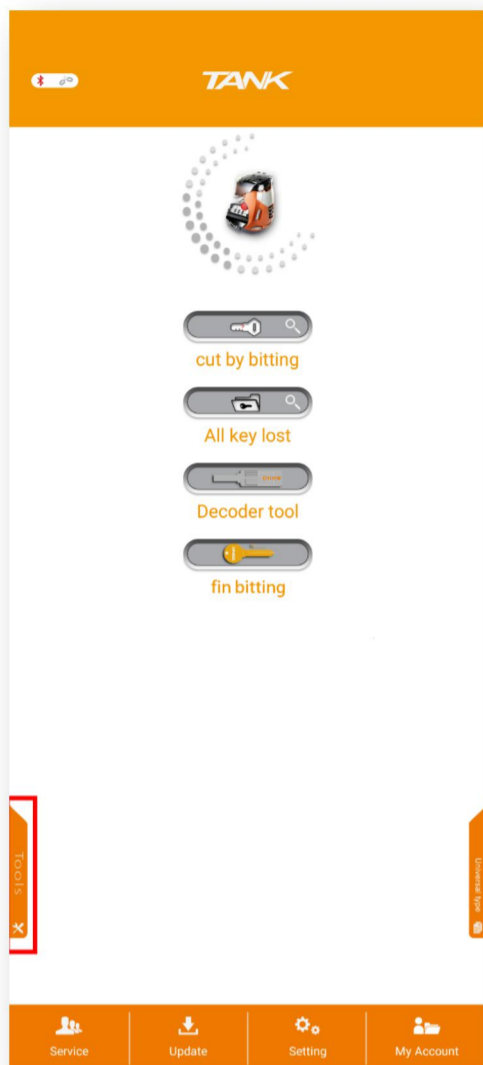 TANK
cut by bitting
All key lost
Decoder tool
fin bitting
Tools
Universal type
Service
Update
Setting
My Account